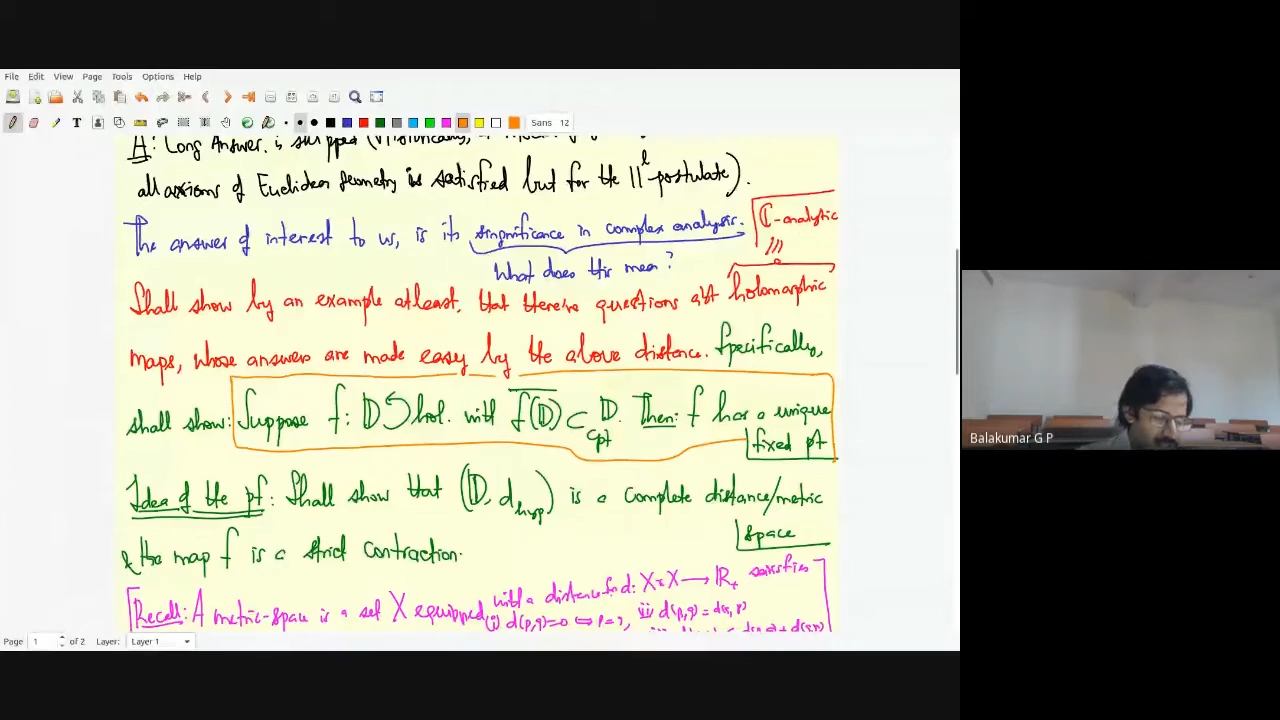 File Edit View Page Tools Options Help
Sans 12
A: Long Answer is skipped (Historically,
all axioms of Euclidean Geometry is satisfied but for the ||l postulate).
The answer of interest to us, is its singnificance in complex analysis.
ℂ-analytic
What does this mean?
Shall show by an example atleast, that there're questions abt holomorphic
maps, whose answers are made easy by the above distance. Specifically,
shall show: Suppose f: 𝔻↺ hol. with f(𝔻)‾ ⊂cpt 𝔻. Then: f has a unique
fixed pt
Idea of the pf: Shall show that (𝔻, d_hyp) is a complete distance/metric
space
& the map f is a strict contraction.
Recall: A metric-space is a set X equipped with a distance fn d: X×X → ℝ+ satisfies
(i) d(p,q)=0 ⟺ p=q, (ii) d(p,q) = d(q,p)
Balakumar G P
Page 1 of 2 Layer: Layer 1